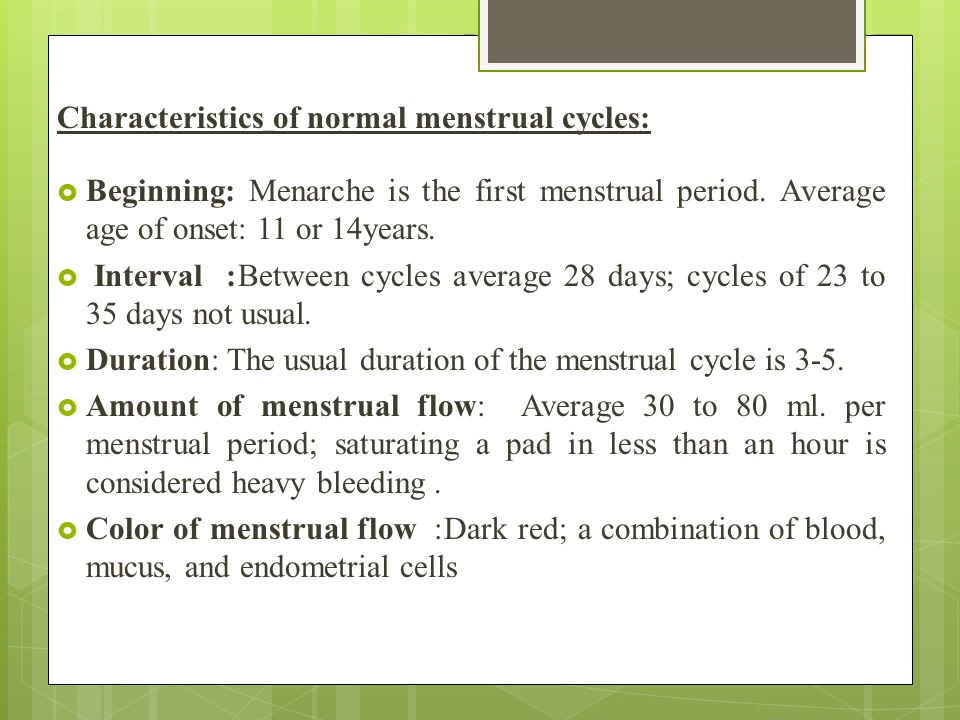 Characteristics of normal menstrual cycles:
Beginning: Menarche is the first menstrual period. Average
age of onset: 11 or 14years.
Interval :Between cycles average 28 days; cycles of 23 to
35 days not usual.
Duration: The usual duration of the menstrual cycle is 3-5.
Amount of menstrual flow: Average 30 to 80 ml. per
menstrual period; saturating a pad in less than an hour is
considered heavy bleeding .
Color of menstrual flow :Dark red; a combination of blood,
mucus, and endometrial cells